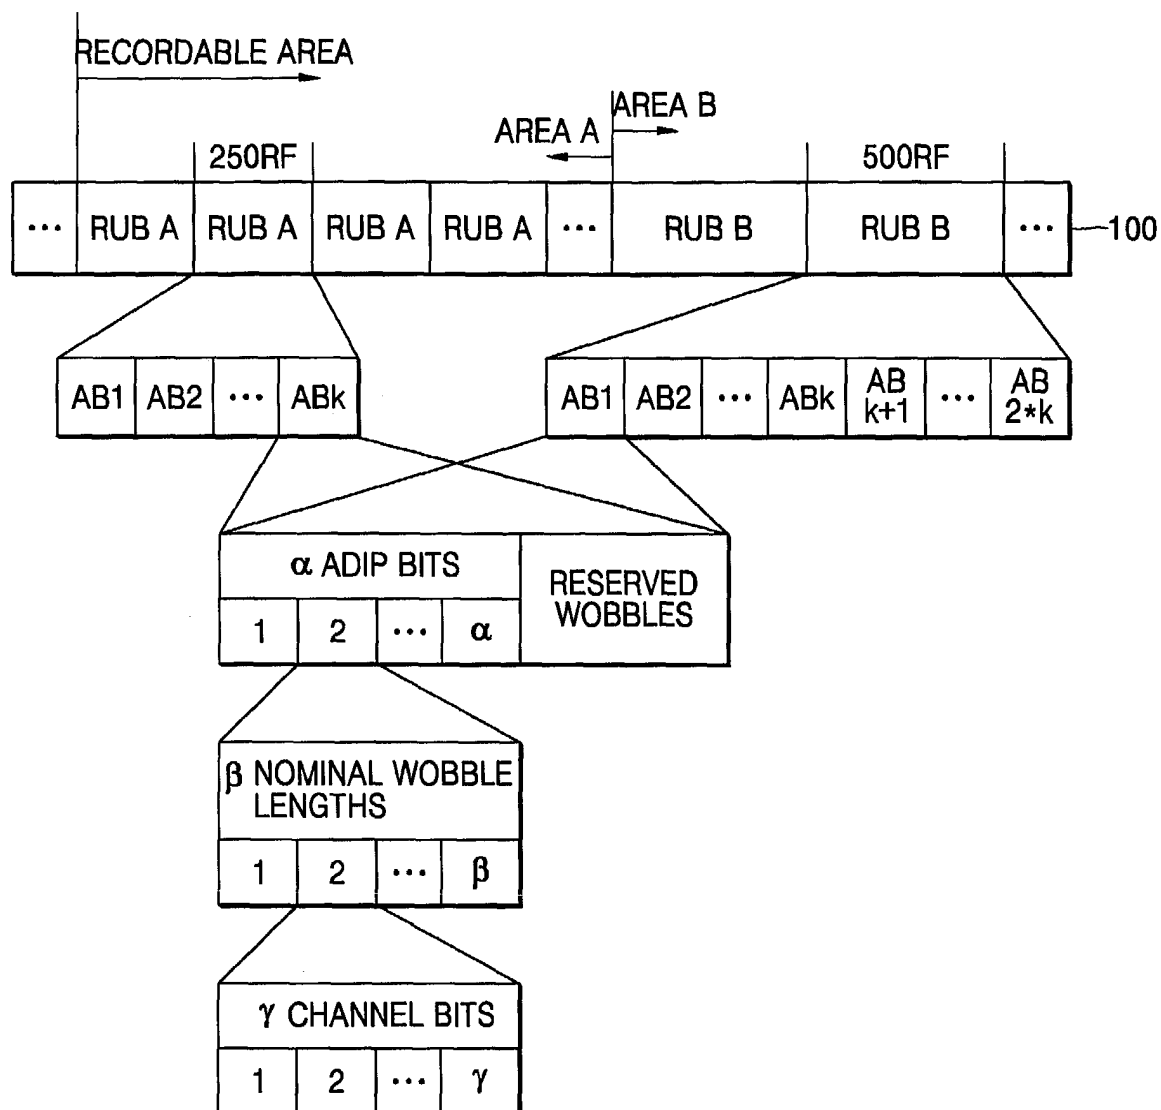 RECORDABLE AREA
AREA B
AREA A
250RF
500RF
... RUB A RUB A RUB A RUB A ... RUB B RUB B ... 100
AB1 AB2 ... ABk
AB1 AB2 ... ABk AB k+1 ... AB 2*k
α ADIP BITS
RESERVED
WOBBLES
1 2 ... α
β NOMINAL WOBBLE
LENGTHS
1 2 ... β
γ CHANNEL BITS
1 2 ... γ